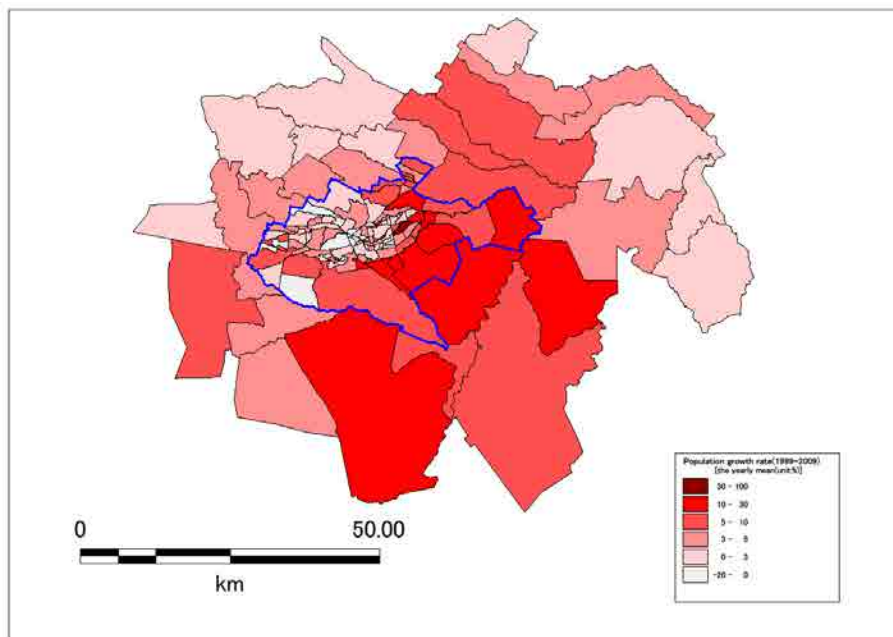 Population growth rate(1999-2009)
[the yearly mean(unit:%)]
30 - 100
10 - 30
5 - 10
3 - 5
0 - 3
-20 - 0
0 50.00
km